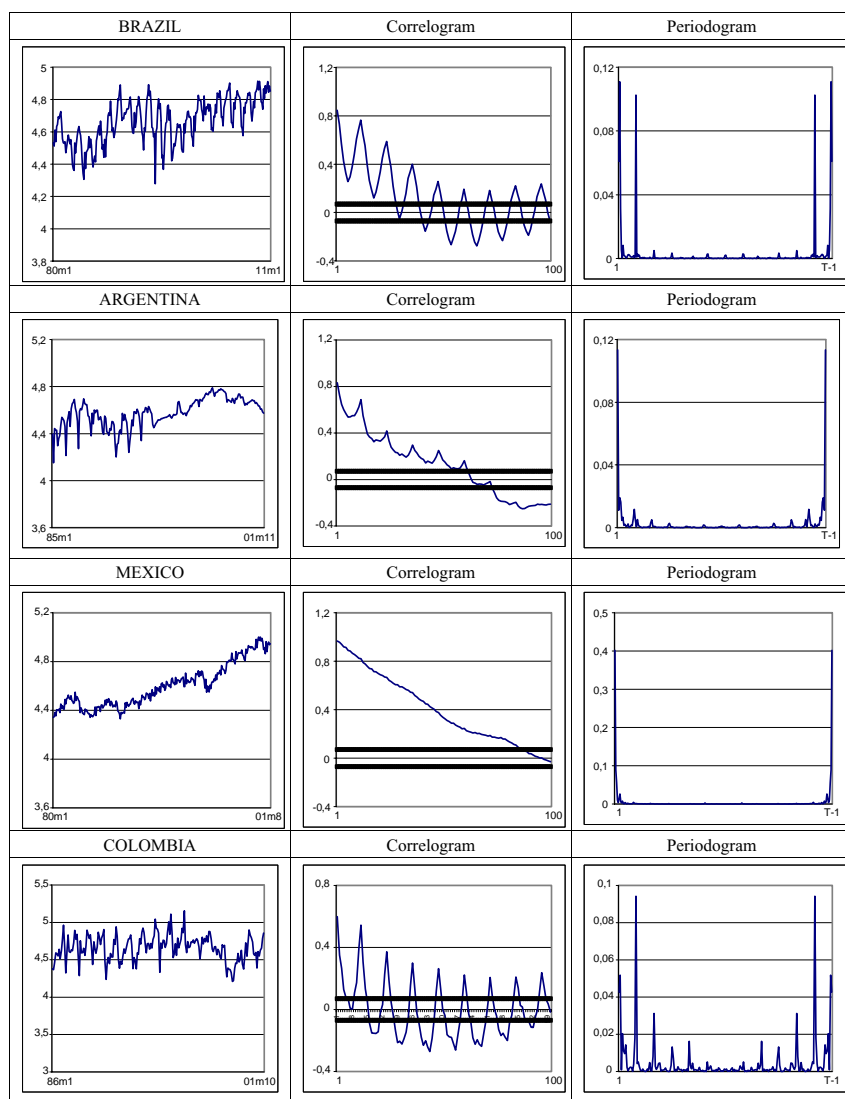 BRAZIL Correlogram Periodogram
5 1,2 0,12
4,8
4,6 0,8 0,08
4,4 0,4
4,2 0,04
4 0
3,8 -0,4 0
80m1 11m1 1 100 1 T-1
ARGENTINA Correlogram Periodogram
5,2 1,2 0,12
4,8 0,8 0,08
4,4 0,4
4 0 0,04
3,6 -0,4 0
85m1 01m11 1 100 1 T-1
MEXICO Correlogram Periodogram
5,2 1,2 0,5
4,8 0,8 0,4
4,4 0,4 0,3
4 0 0,2
0,1
3,6 -0,4 0
80m1 01m8 1 100 1 T-1
COLOMBIA Correlogram Periodogram
5,5 0,8 0,1
5 0,08
4,5 0,4 0,06
4 0 0,04
3,5 0,02
3 -0,4 0
86m1 01m10 1 100 1 T-1